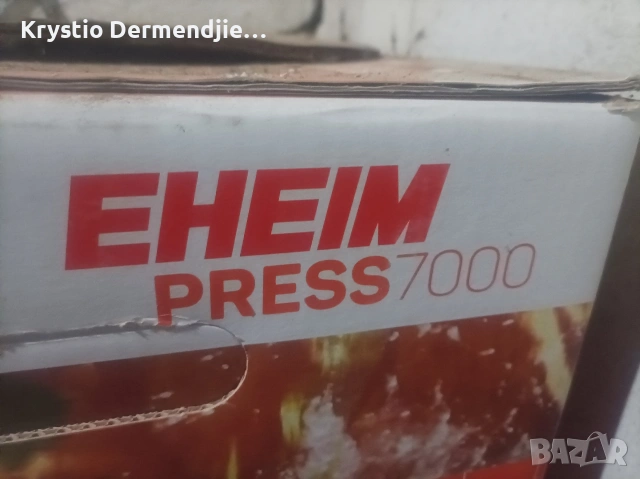 Krystio Dermendjie...
EHEIM
PRESS7000
BAZAR